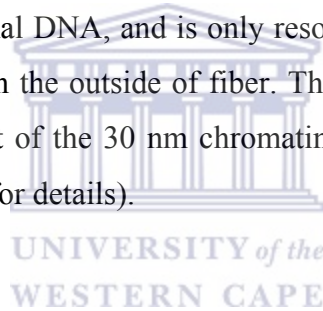 al DNA, and is only reso
n the outside of fiber. Th
t of the 30 nm chromatin
for details).
UNIVERSITY of the
WESTERN CAPE